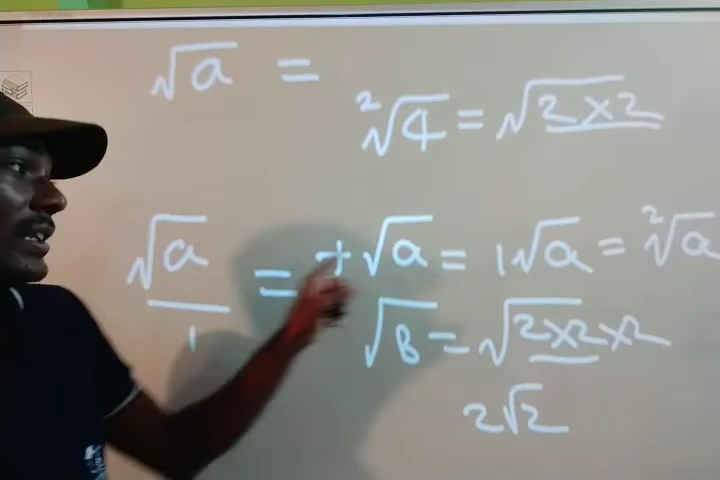 √a =
²√4 = √2×2
√a/1 = +√a = 1√a = ²√a
√8 = √2×2×2
2√2